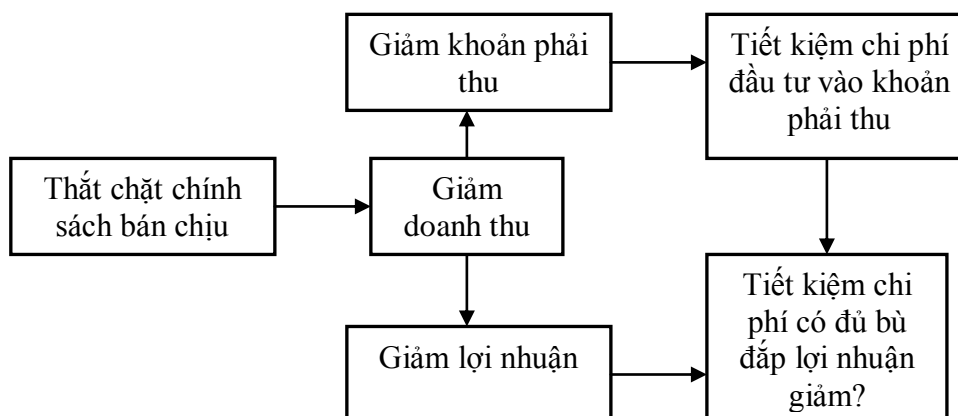 Giảm khoản phải
thu
Tiết kiệm chi phí
đầu tư vào khoản
phải thu
Thắt chặt chính
sách bán chịu
Giảm
doanh thu
Giảm lợi nhuận
Tiết kiệm chi
phí có đủ bù
đắp lợi nhuận
giảm?